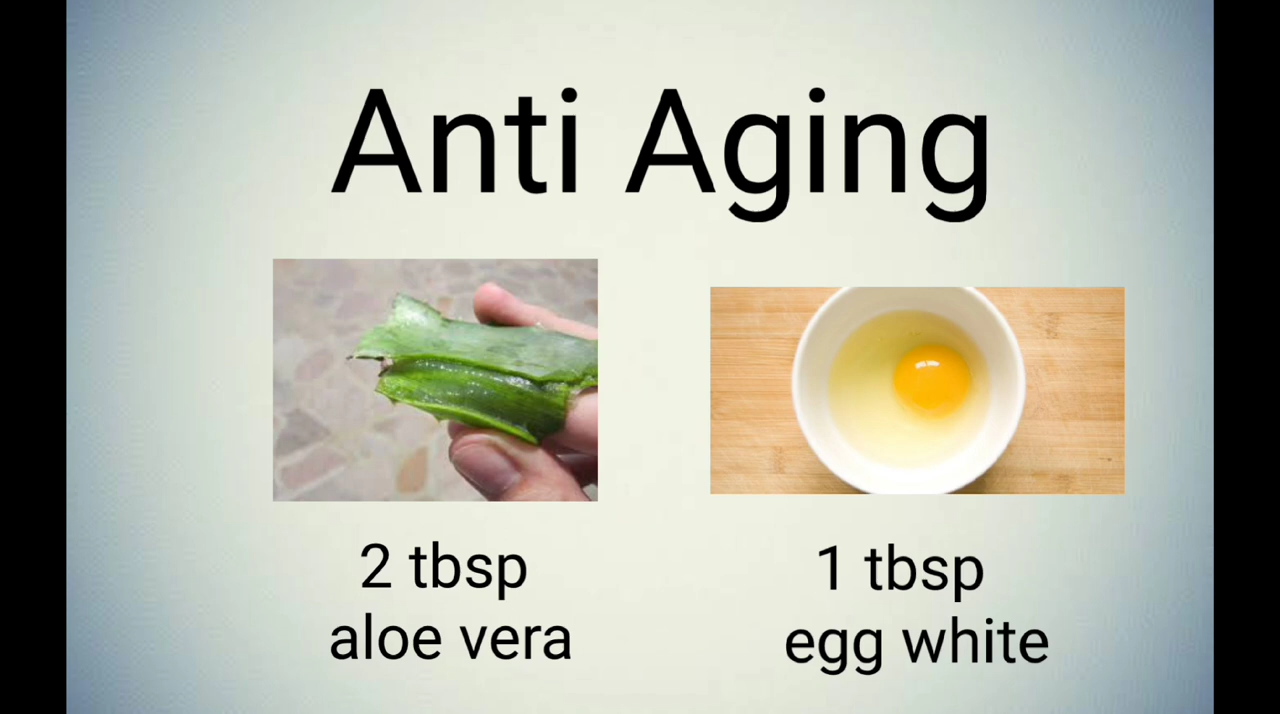 Anti Aging
2 tbsp
aloe vera
1 tbsp
egg white